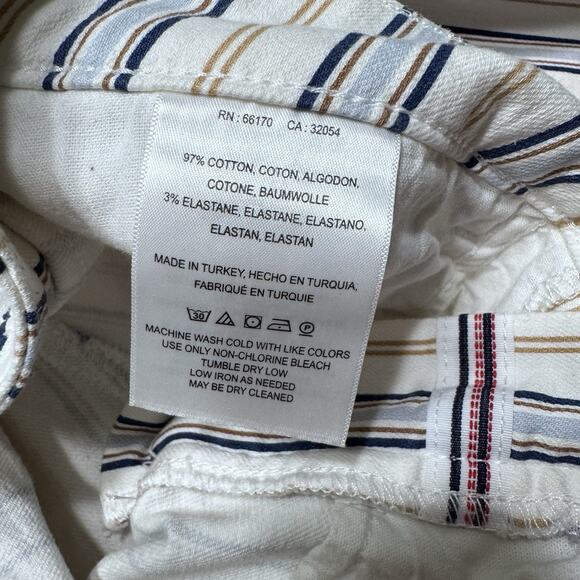 RN : 66170 CA : 32054
97% COTTON, COTON, ALGODON,
COTONE, BAUMWOLLE
3% ELASTANE, ELASTANE, ELASTANO,
ELASTAN, ELASTAN
MADE IN TURKEY, HECHO EN TURQUIA,
FABRIQUÉ EN TURQUIE
30 P
MACHINE WASH COLD WITH LIKE COLORS
USE ONLY NON-CHLORINE BLEACH
TUMBLE DRY LOW
LOW IRON AS NEEDED
MAY BE DRY CLEANED